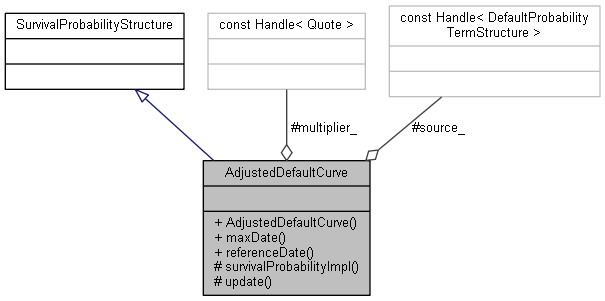 SurvivalProbabilityStructure
const Handle< Quote >
const Handle< DefaultProbability
TermStructure >
#multiplier_
#source_
AdjustedDefaultCurve
+ AdjustedDefaultCurve()
+ maxDate()
+ referenceDate()
# survivalProbabilityImpl()
# update()